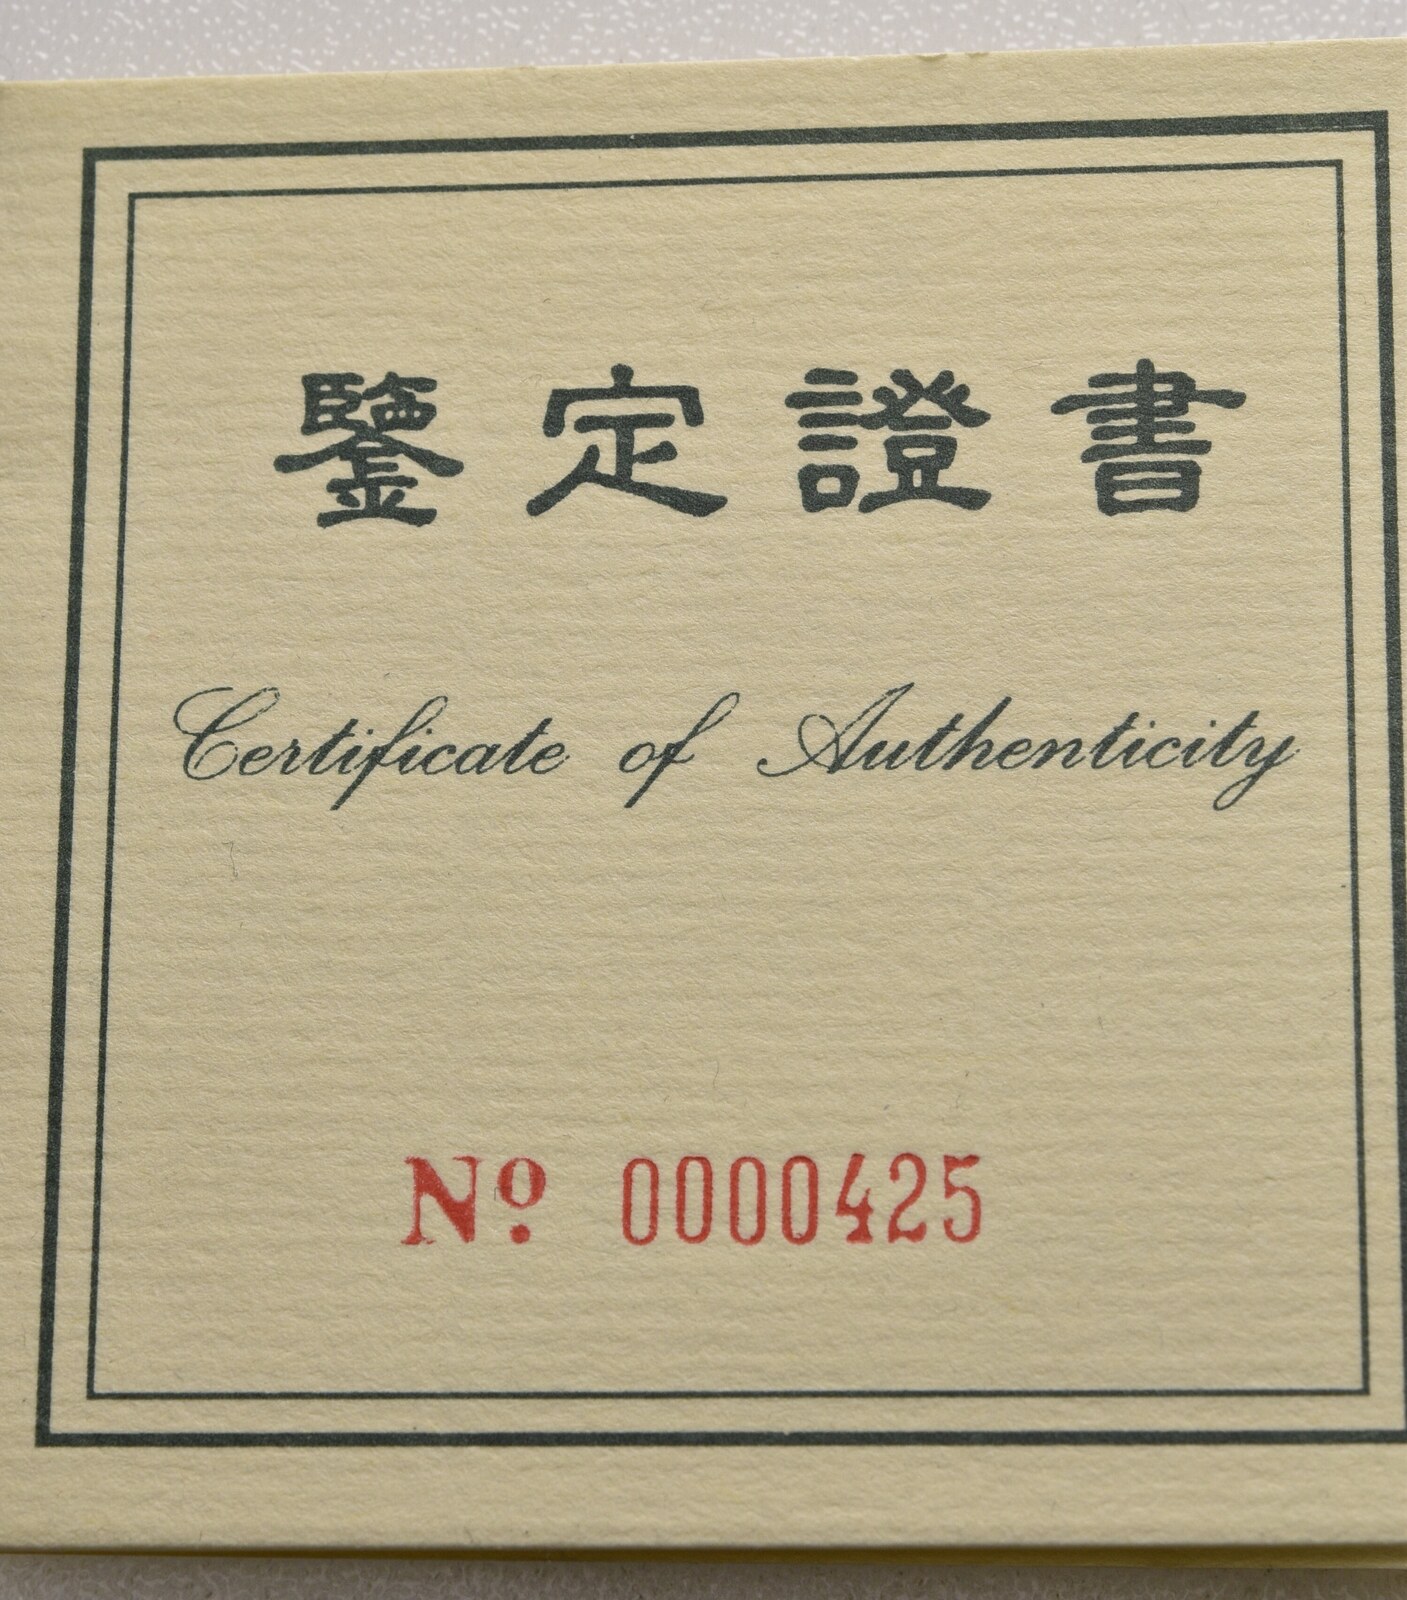 鑒定證書
Certificate of Authenticity
Nº 0000425